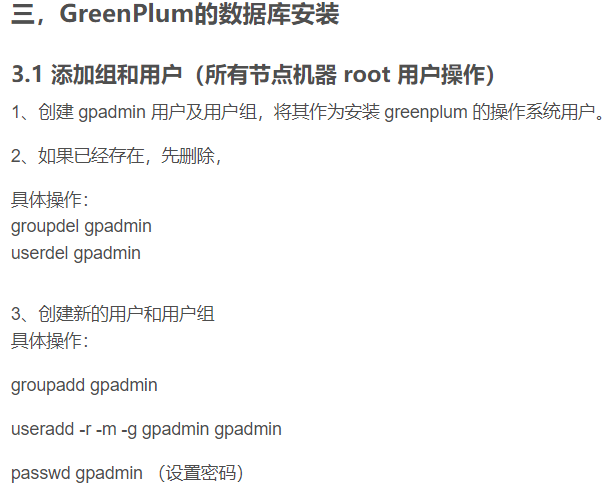 三，GreenPlum的数据库安装
3.1 添加组和用户（所有节点机器 root 用户操作）
1、创建 gpadmin 用户及用户组，将其作为安装 greenplum 的操作系统用户。
2、如果已经存在，先删除，
具体操作：
groupdel gpadmin
userdel gpadmin
3、创建新的用户和用户组
具体操作：
groupadd gpadmin
useradd -r -m -g gpadmin gpadmin
passwd gpadmin （设置密码）